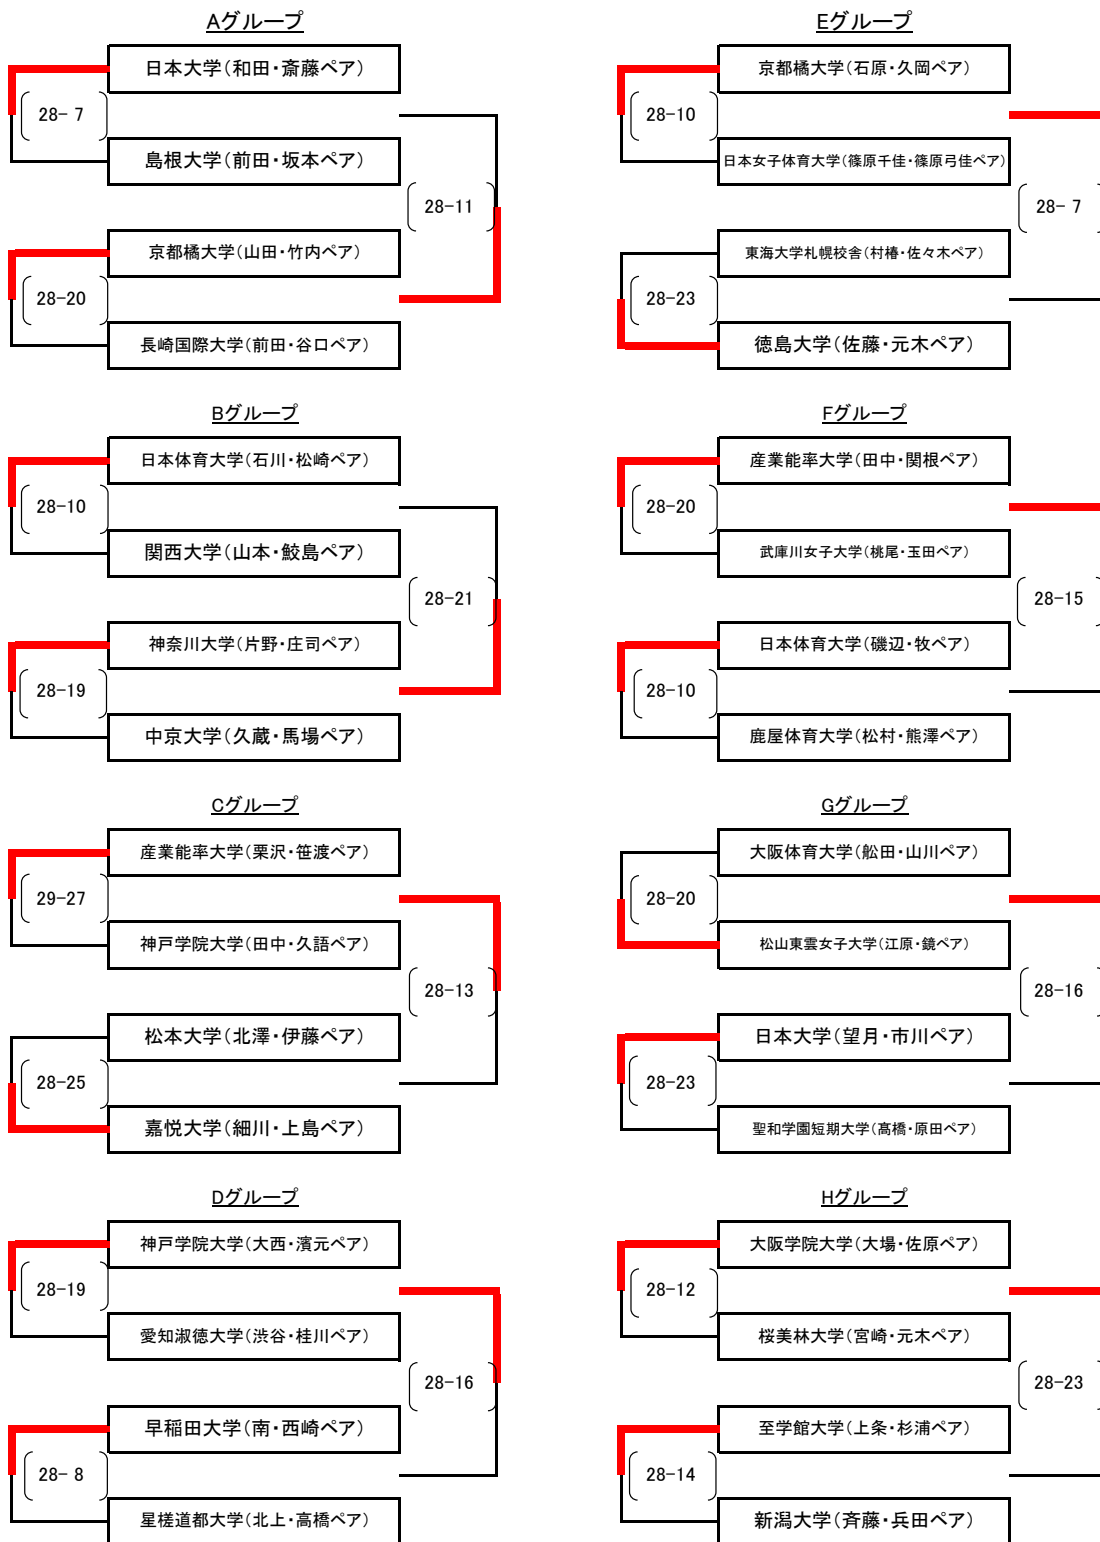 Aグループ
日本大学(和田・斎藤ペア)
28- 7
島根大学(前田・坂本ペア)
28-11
京都橘大学(山田・竹内ペア)
28-20
長崎国際大学(前田・谷口ペア)
Bグループ
日本体育大学(石川・松崎ペア)
28-10
関西大学(山本・鮫島ペア)
28-21
神奈川大学(片野・庄司ペア)
28-19
中京大学(久蔵・馬場ペア)
Cグループ
産業能率大学(栗沢・笹渡ペア)
29-27
神戸学院大学(田中・久語ペア)
28-13
松本大学(北澤・伊藤ペア)
28-25
嘉悦大学(細川・上島ペア)
Dグループ
神戸学院大学(大西・濱元ペア)
28-19
愛知淑徳大学(渋谷・桂川ペア)
28-16
早稲田大学(南・西崎ペア)
28- 8
星槎道都大学(北上・高橋ペア)
Eグループ
京都橘大学(石原・久岡ペア)
28-10
日本女子体育大学(篠原千佳・篠原弓佳ペア)
28- 7
東海大学札幌校舎(村椿・佐々木ペア)
28-23
徳島大学(佐藤・元木ペア)
Fグループ
産業能率大学(田中・関根ペア)
28-20
武庫川女子大学(桃尾・玉田ペア)
28-15
日本体育大学(磯辺・牧ペア)
28-10
鹿屋体育大学(松村・熊澤ペア)
Gグループ
大阪体育大学(舩田・山川ペア)
28-20
松山東雲女子大学(江原・鏡ペア)
28-16
日本大学(望月・市川ペア)
28-23
聖和学園短期大学(高橋・原田ペア)
Hグループ
大阪学院大学(大場・佐原ペア)
28-12
桜美林大学(宮崎・元木ペア)
28-23
至学館大学(上条・杉浦ペア)
28-14
新潟大学(斉藤・兵田ペア)